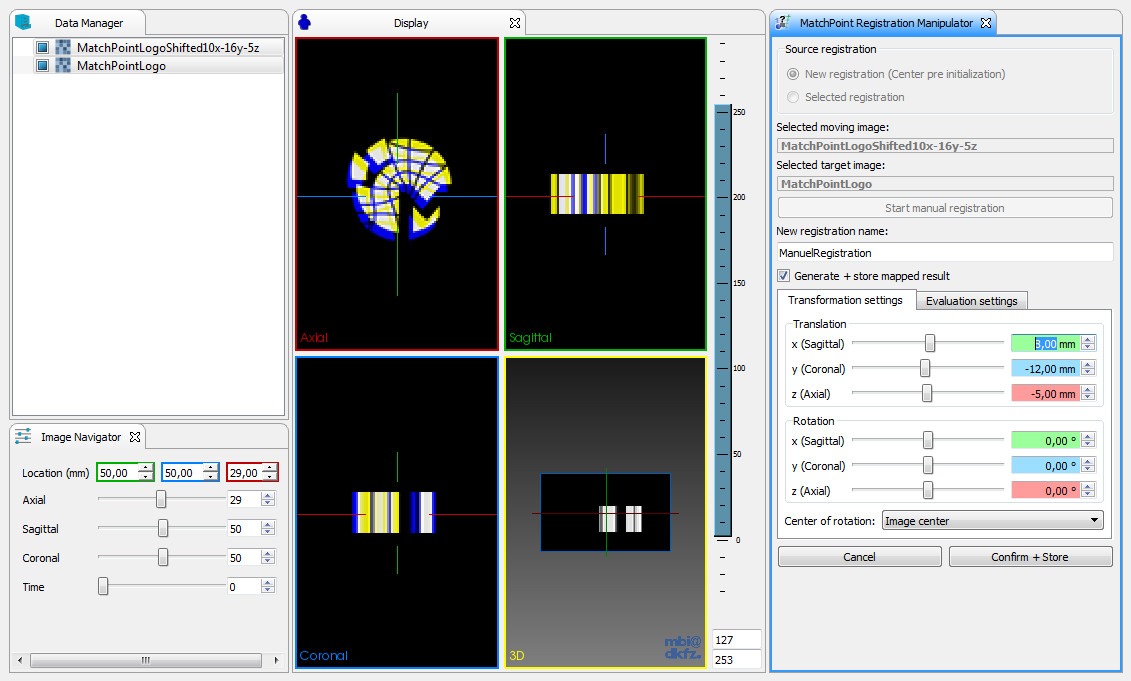 Data Manager
MatchPointLogoShifted10x-16y-5z
MatchPointLogo
Image Navigator
Location (mm) 50,00 50,00 29,00
Axial 29
Sagittal 50
Coronal 50
Time 0
Display
Axial
Sagittal
Coronal
3D
mbi@
dkfz.
250
200
150
100
50
0
127
253
MatchPoint Registration Manipulator
Source registration
New registration (Center pre initialization)
Selected registration
Selected moving image:
MatchPointLogoShifted10x-16y-5z
Selected target image:
MatchPointLogo
Start manual registration
New registration name:
ManuelRegistration
Generate + store mapped result
Transformation settings Evaluation settings
Translation
x (Sagittal) 8,00 mm
y (Coronal) -12,00 mm
z (Axial) -5,00 mm
Rotation
x (Sagittal) 0,00 °
y (Coronal) 0,00 °
z (Axial) 0,00 °
Center of rotation: Image center
Cancel Confirm + Store